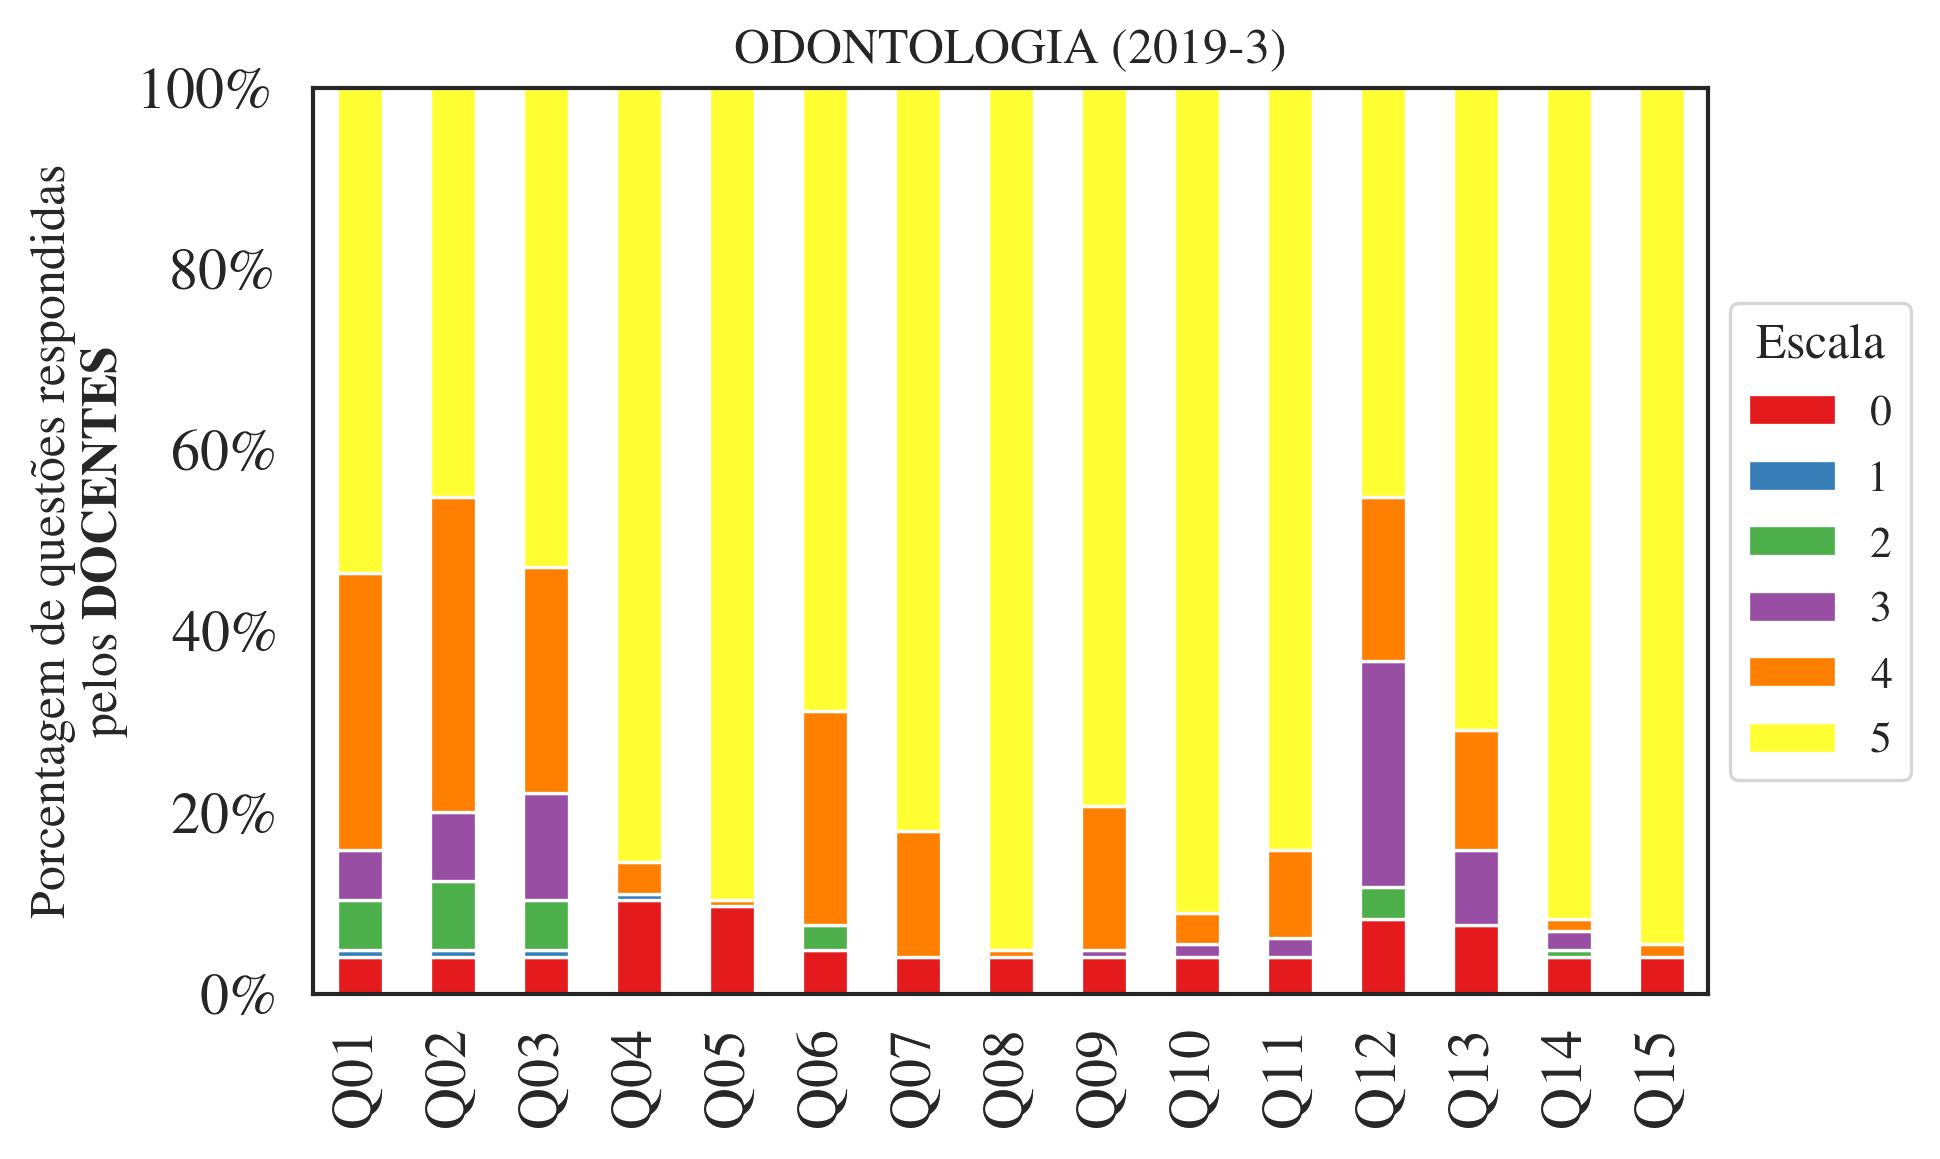 ODONTOLOGIA (2019-3)
Porcentagem de questões respondidas
pelos DOCENTES
100%
80%
60%
40%
20%
0%
Q01
Q02
Q03
Q04
Q05
Q06
Q07
Q08
Q09
Q10
Q11
Q12
Q13
Q14
Q15
Escala
0
1
2
3
4
5